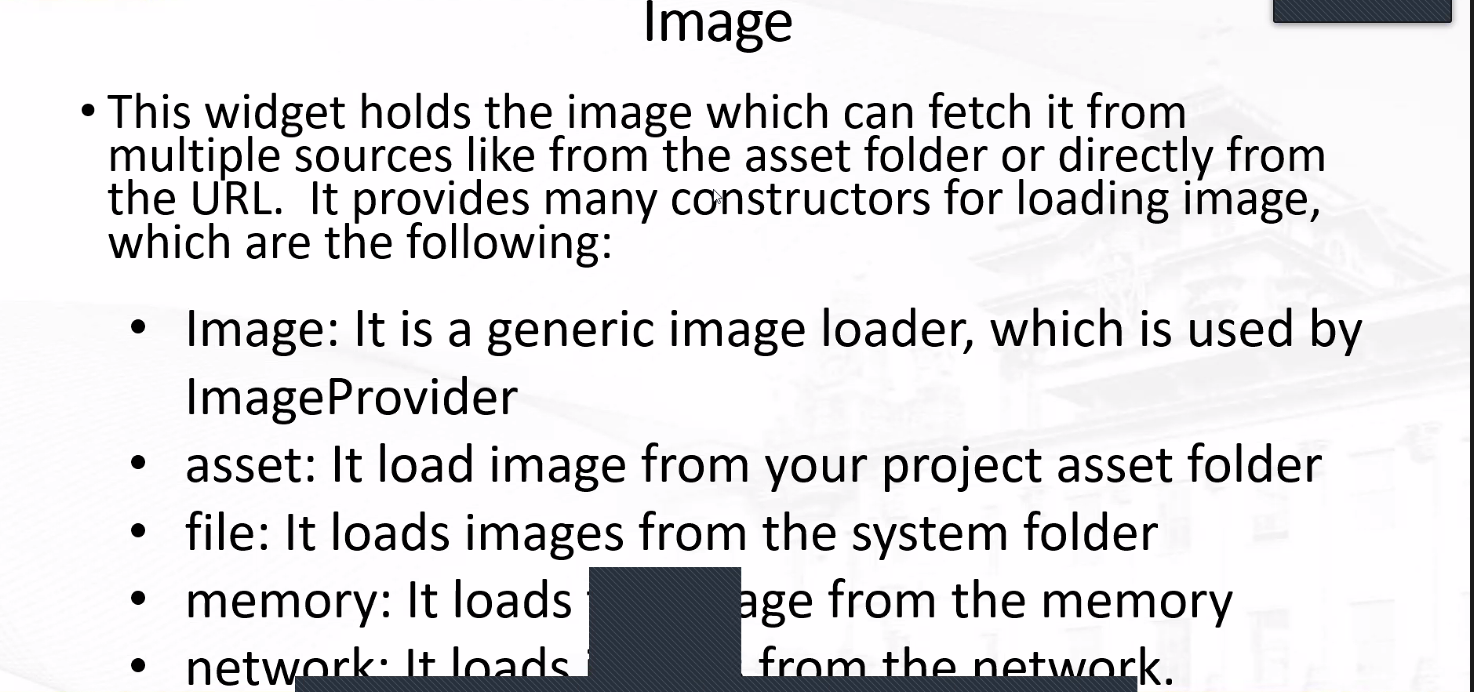 Image
• This widget holds the image which can fetch it from
multiple sources like from the asset folder or directly from
the URL.  It provides many constructors for loading image,
which are the following:
• Image: It is a generic image loader, which is used by
ImageProvider
• asset: It load image from your project asset folder
• file: It loads images from the system folder
• memory: It loads from the memory
• network: It loads from the network.